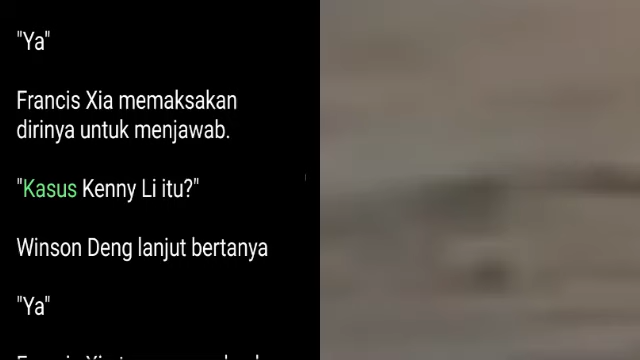 "Ya"
Francis Xia memaksakan
dirinya untuk menjawab.
"Kasus Kenny Li itu?"
Winson Deng lanjut bertanya
"Ya"